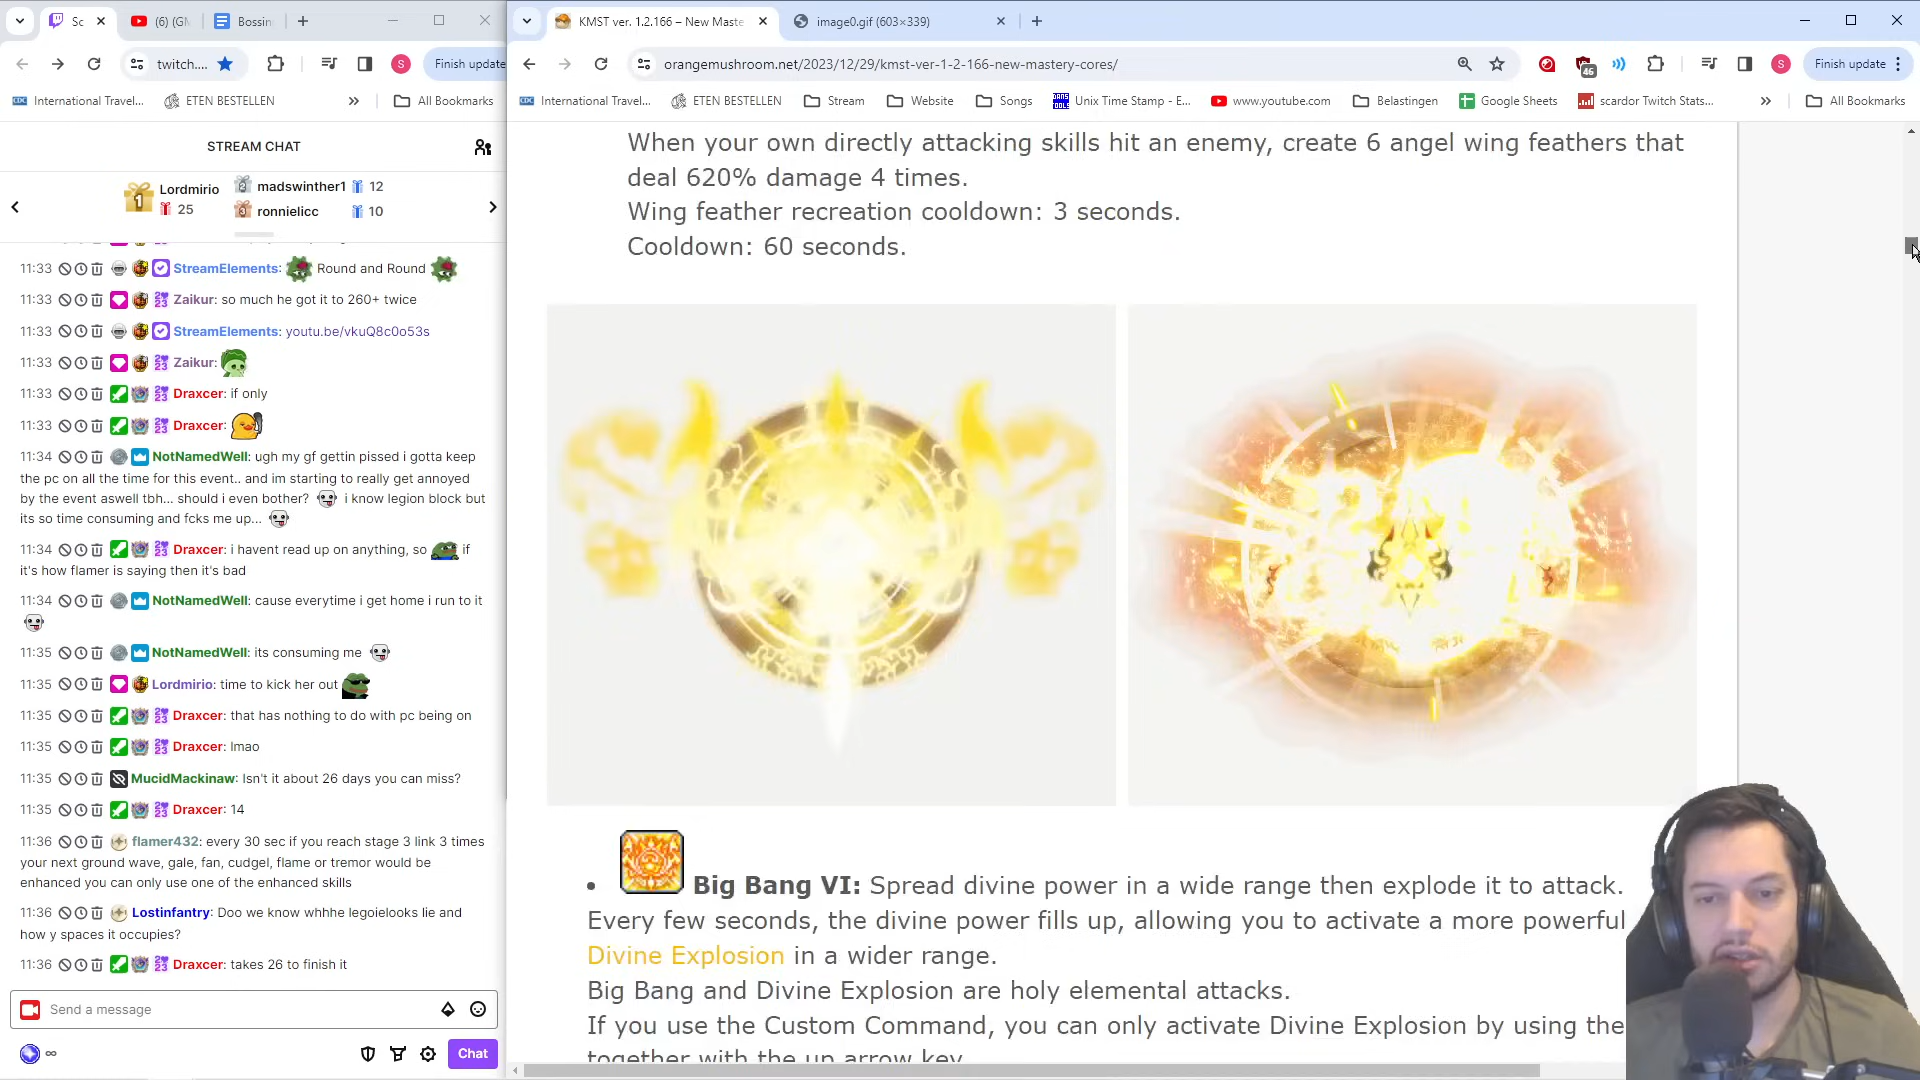 Sc
(6) (GM
Bossin
KMST ver. 1.2.166 – New Maste
image0.gif (603×339)
twitch....
S
Finish update
orangemushroom.net/2023/12/29/kmst-ver-1-2-166-new-mastery-cores/
46
S
Finish update
International Travel...
ETEN BESTELLEN
»
All Bookmarks
International Travel...
ETEN BESTELLEN
Stream
Website
Songs
Unix Time Stamp - E...
www.youtube.com
Belastingen
Google Sheets
scardor Twitch Stats...
»
All Bookmarks
STREAM CHAT
1
Lordmirio
25
2
madswinther1
12
3
ronnielicc
10
11:33 StreamElements: Round and Round
11:33 Zaikur: so much he got it to 260+ twice
11:33 StreamElements: youtu.be/vkuQ8c0o53s
11:33 Zaikur:
11:33 Draxcer: if only
11:33 Draxcer:
11:34 NotNamedWell: ugh my gf gettin pissed i gotta keep
the pc on all the time for this event.. and im starting to really get annoyed
by the event aswell tbh... should i even bother? i know legion block but
its so time consuming and fcks me up...
11:34 Draxcer: i havent read up on anything, so if
it's how flamer is saying then it's bad
11:34 NotNamedWell: cause everytime i get home i run to it
11:35 NotNamedWell: its consuming me
11:35 Lordmirio: time to kick her out
11:35 Draxcer: that has nothing to do with pc being on
11:35 Draxcer: lmao
11:35 MucidMackinaw: Isn't it about 26 days you can miss?
11:35 Draxcer: 14
11:36 flamer432: every 30 sec if you reach stage 3 link 3 times
your next ground wave, gale, fan, cudgel, flame or tremor would be
enhanced you can only use one of the enhanced skills
11:36 Lostinfantry: Doo we know whhhe legoielooks lie and
how y spaces it occupies?
11:36 Draxcer: takes 26 to finish it
Send a message
∞
Chat
When your own directly attacking skills hit an enemy, create 6 angel wing feathers that
deal 620% damage 4 times.
Wing feather recreation cooldown: 3 seconds.
Cooldown: 60 seconds.
• Big Bang VI: Spread divine power in a wide range then explode it to attack.
Every few seconds, the divine power fills up, allowing you to activate a more powerful
Divine Explosion in a wider range.
Big Bang and Divine Explosion are holy elemental attacks.
If you use the Custom Command, you can only activate Divine Explosion by using the
together with the up arrow key.